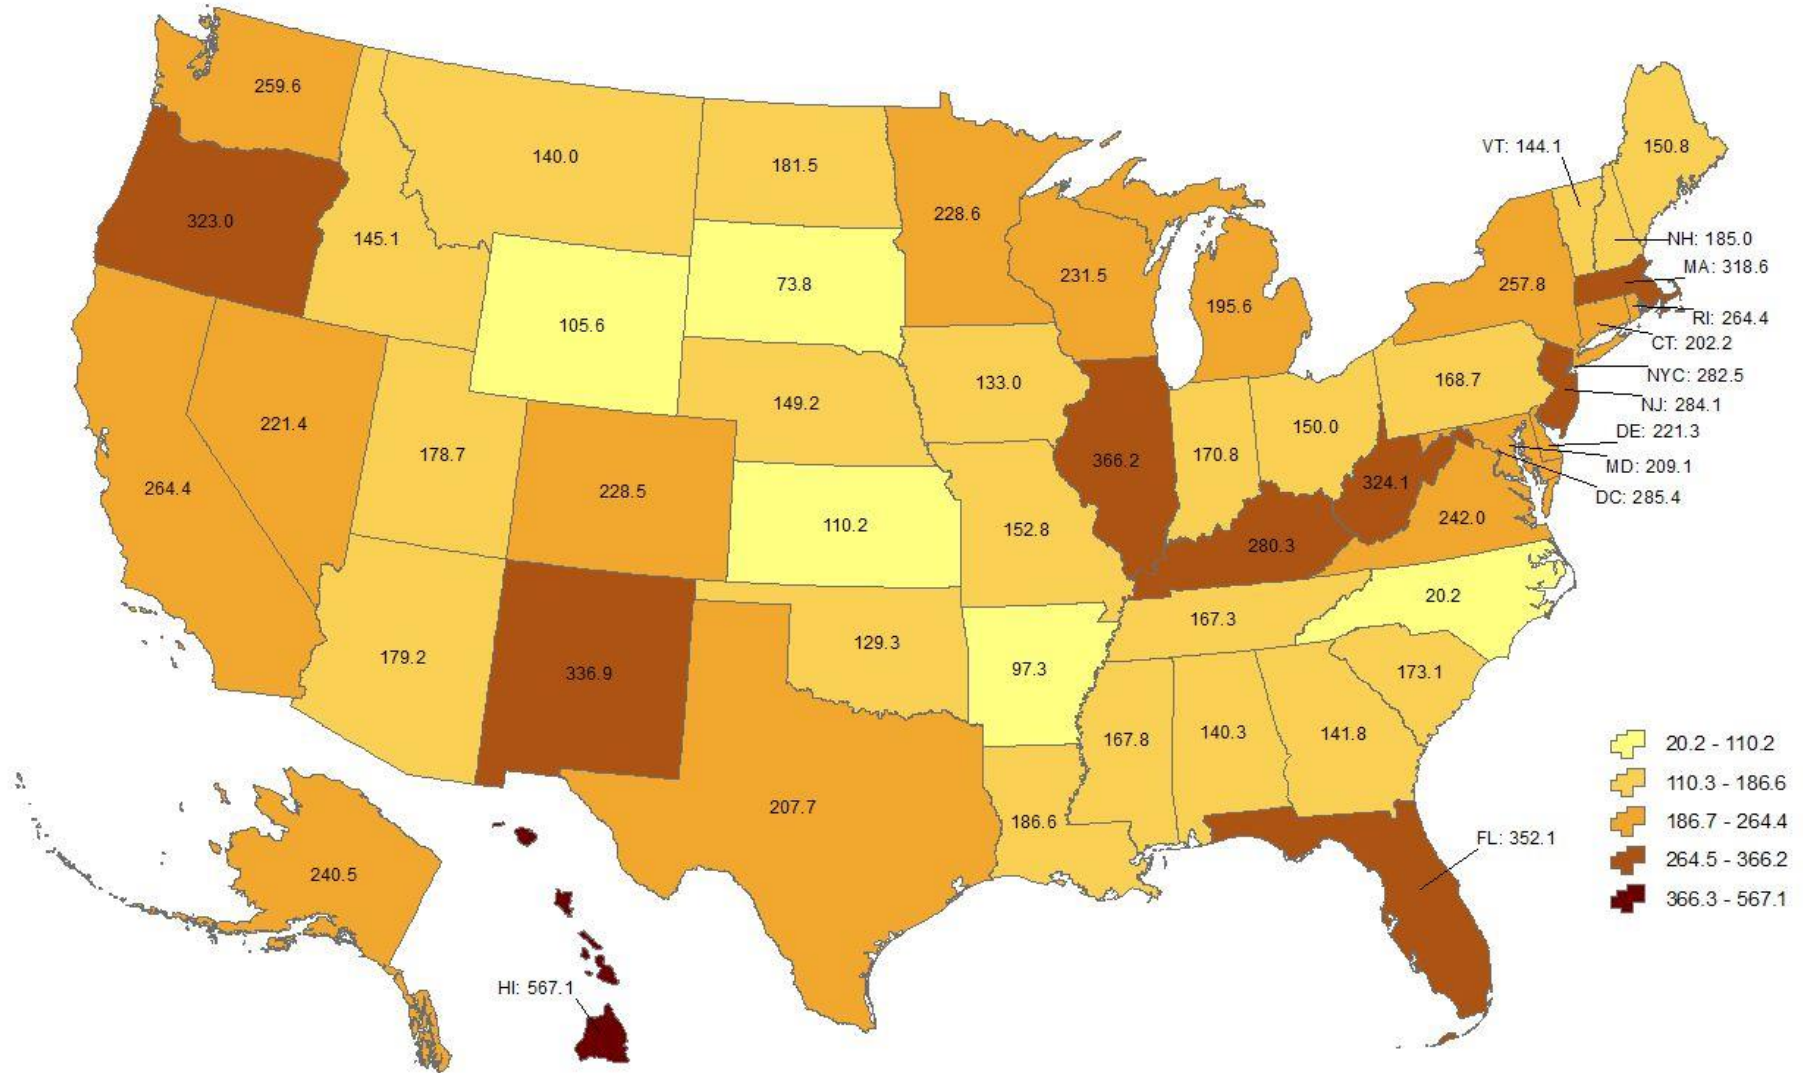 259.6
140.0
181.5
228.6
150.8
VT: 144.1
323.0
145.1
NH: 185.0
MA: 318.6
73.8
231.5
195.6
257.8
105.6
RI: 264.4
CT: 202.2
133.0
168.7
NYC: 282.5
149.2
NJ: 284.1
221.4
178.7
150.0
DE: 221.3
366.2
170.8
MD: 209.1
264.4
228.5
324.1
DC: 285.4
110.2
152.8
242.0
280.3
20.2
167.3
129.3
179.2
336.9
97.3
173.1
167.8
140.3
141.8
20.2 - 110.2
110.3 - 186.6
207.7
186.6
186.7 - 264.4
FL: 352.1
264.5 - 366.2
240.5
366.3 - 567.1
HI: 567.1